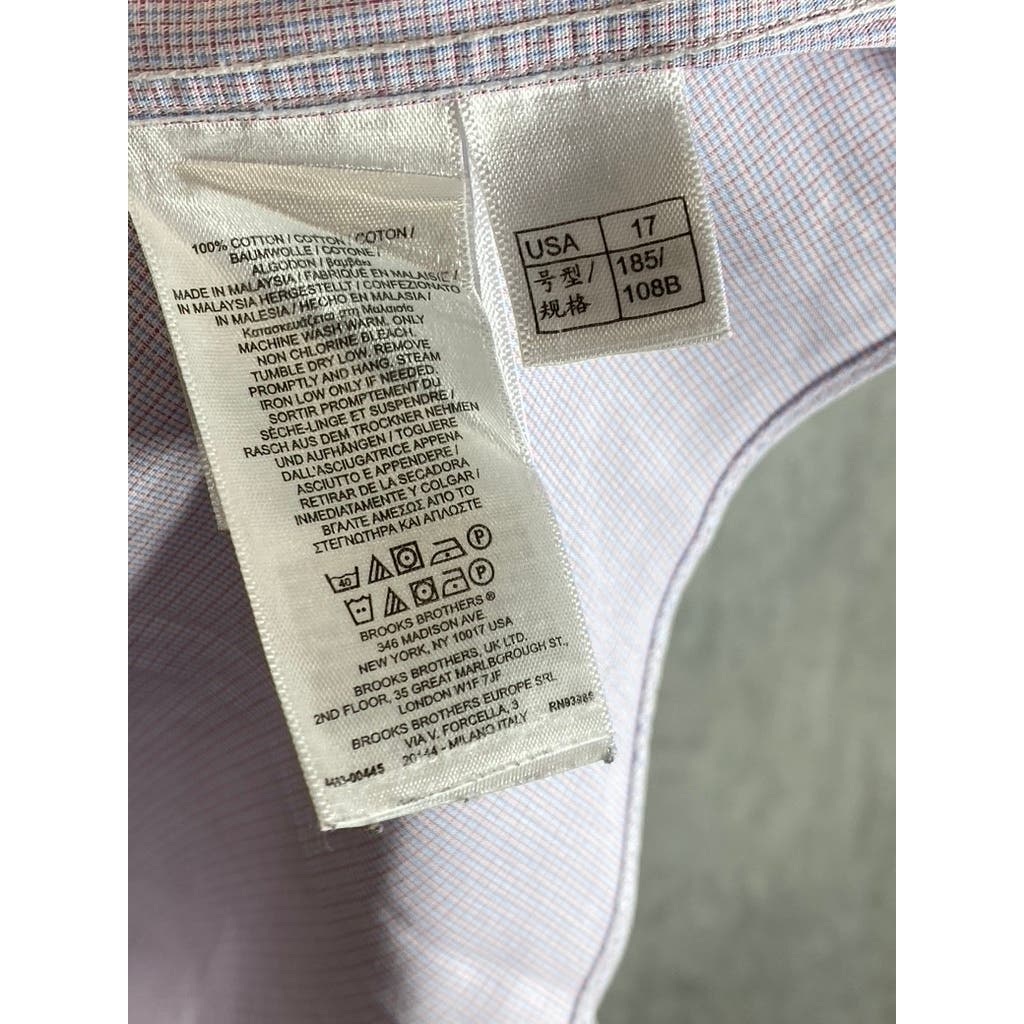 100% COTTON / COTTON / COTON /
BAUMWOLLE / COTONE /
ALGODON / βαμβάκι
MADE IN MALAYSIA / FABRIQUÉ EN MALAISIE /
IN MALAYSIA HERGESTELLT / CONFEZIONATO
IN MALESIA / HECHO EN MALASIA /
Κατασκευάζεται στη Μαλαισία
MACHINE WASH WARM. ONLY
NON CHLORINE BLEACH.
TUMBLE DRY LOW, REMOVE
PROMPTLY AND HANG, STEAM
IRON LOW ONLY IF NEEDED.
SORTIR PROMPTEMENT DU
SÈCHE-LINGE ET SUSPENDRE /
RASCH AUS DEM TROCKNER NEHMEN
UND AUFHÄNGEN / TOGLIERE
DALL'ASCIUGATRICE APPENA
ASCIUTTO E APPENDERE /
RETIRAR DE LA SECADORA
INMEDIATAMENTE Y COLGAR /
ΒΓΑΛΤΕ ΑΜΕΣΩΣ ΑΠΟ ΤΟ
ΣΤΕΓΝΩΤΗΡΑ ΚΑΙ ΑΠΛΩΣΤΕ
40 P
P
BROOKS BROTHERS ®
346 MADISON AVE.
NEW YORK, NY 10017 USA
BROOKS BROTHERS, UK LTD.
2ND FLOOR, 35 GREAT MARLBOROUGH ST.,
LONDON W1F 7JF
BROOKS BROTHERS EUROPE SRL
VIA V. FORCELLA, 3
20144 - MILANO ITALY
USA 17
号型/ 185/
规格 108B